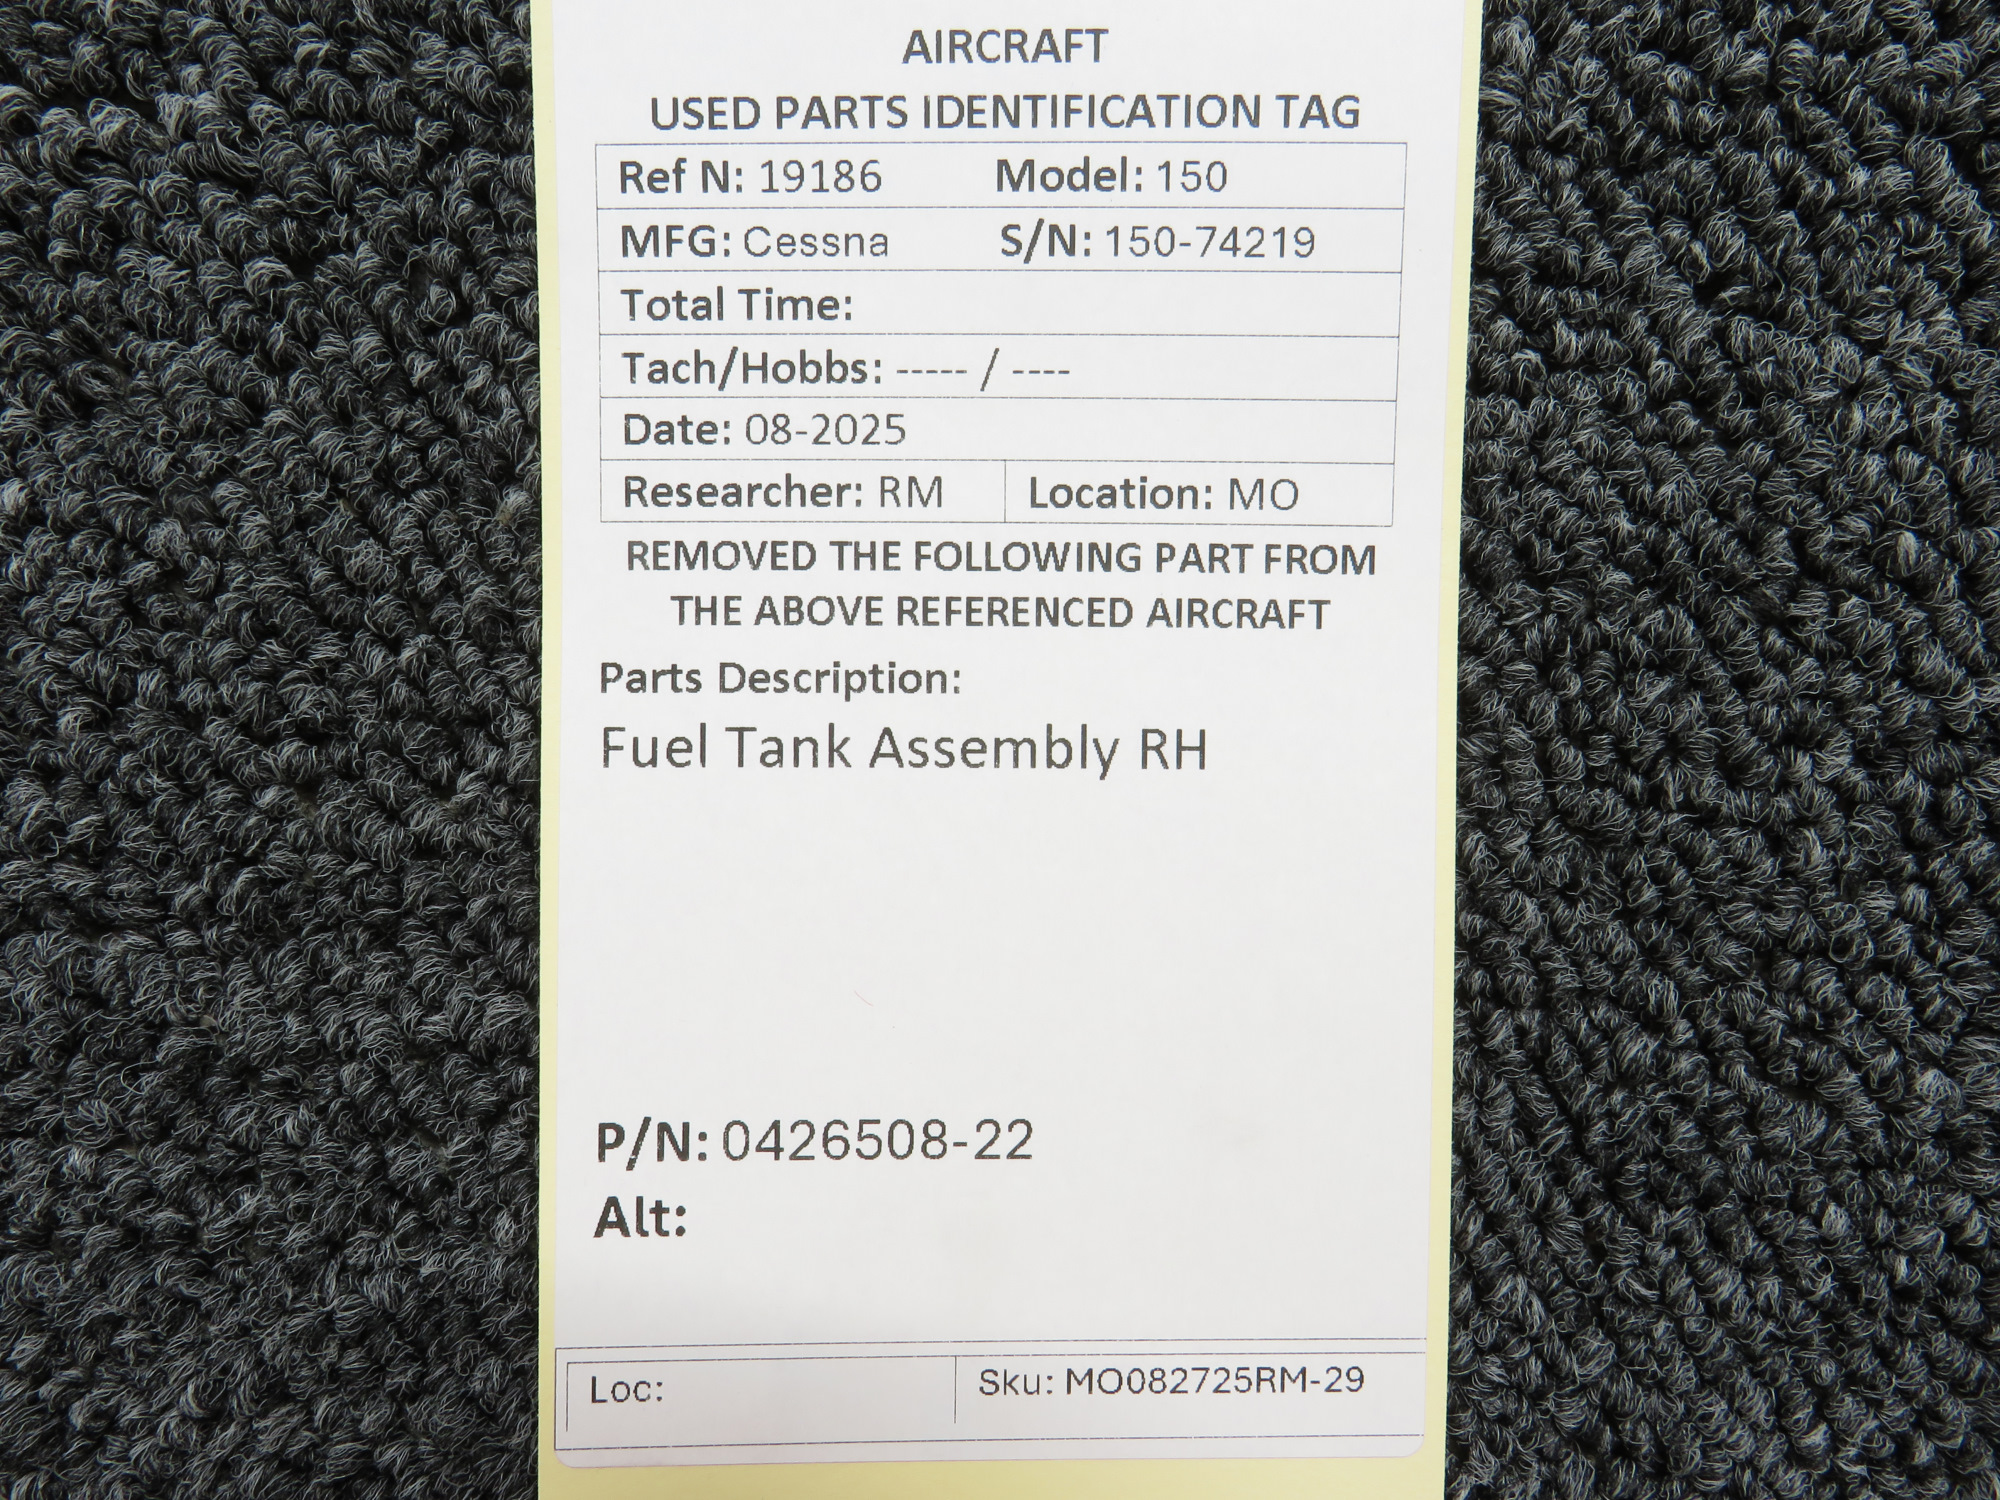 AIRCRAFT
USED PARTS IDENTIFICATION TAG
Ref N: 19186 Model: 150
MFG: Cessna S/N: 150-74219
Total Time:
Tach/Hobbs: ----- / ----
Date: 08-2025
Researcher: RM Location: MO
REMOVED THE FOLLOWING PART FROM
THE ABOVE REFERENCED AIRCRAFT
Parts Description:
Fuel Tank Assembly RH
P/N: 0426508-22
Alt:
Loc: Sku: MO082725RM-29